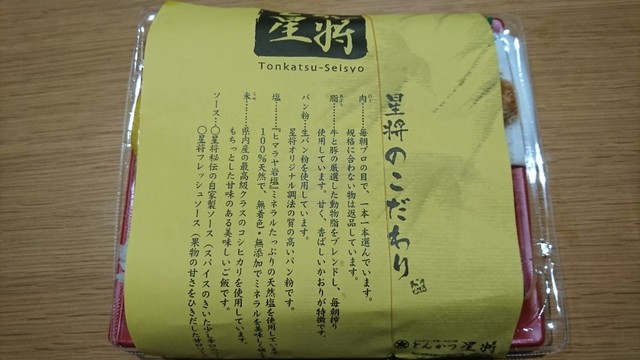 星将
Tonkatsu-Seisyo
星将のこだわり
肉……毎朝プロの目で、一本一本選んでいます。
規格に合わない物は返品しています。
脂……牛と豚の厳選した動物脂をブレンドし、毎朝搾り
使用しています。甘く、香ばしいかおりが特徴です。
パン粉…生パン粉を使用しています。
星将オリジナル調法の質の高いパン粉です。
塩……『ヒマラヤ岩塩』ミネラルたっぷりの天然塩を使用してい
100%天然で、無着色・無添加でミネラルを美味しく
米……県内産の最高級クラスのコシヒカリを使用しています。
もちっとした甘味のある美味しいご飯です。
ソース…〇星将秘伝の自家製ソース（スパイスのきいた
〇星将フレッシュソース（果物の甘さをひきだした
とんかつ 星将